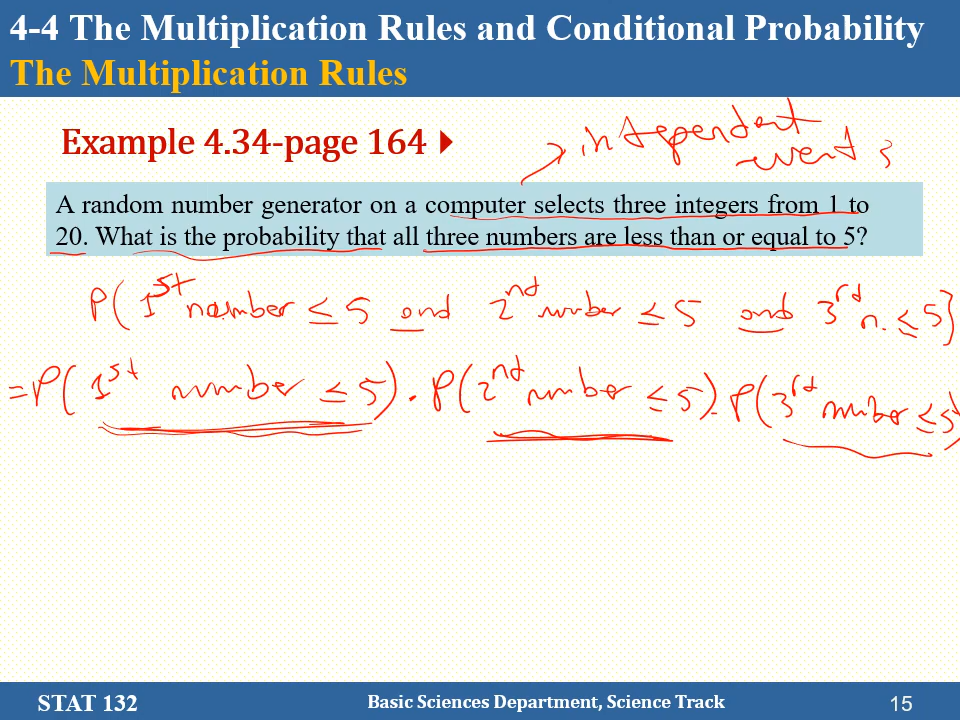 4-4 The Multiplication Rules and Conditional Probability
The Multiplication Rules
Example 4.34-page 164
independent
events
A random number generator on a computer selects three integers from 1 to
20. What is the probability that all three numbers are less than or equal to 5?
P(1st number ≤ 5 and 2nd number ≤ 5 and 3rd n. ≤ 5)
= P(1st number ≤ 5) . P(2nd number ≤ 5) . P(3rd number ≤ 5)
STAT 132 Basic Sciences Department, Science Track 15